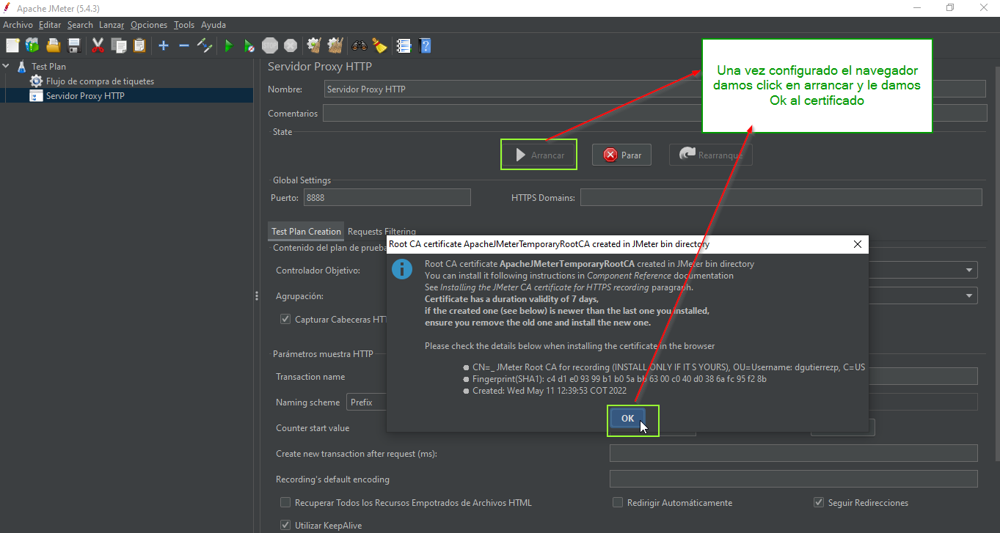 Apache JMeter (5.4.3)
Archivo Editar Search Lanzar Opciones Tools Ayuda
STOP
Test Plan
Flujo de compra de tiquetes
Servidor Proxy HTTP
Servidor Proxy HTTP
Nombre: Servidor Proxy HTTP
Comentarios
Una vez configurado el navegador
damos click en arrancar y le damos
Ok al certificado
State
Arrancar Parar Rearranque
Global Settings
Puerto: 8888 HTTPS Domains:
Test Plan Creation Requests Filtering
Contenido del plan de prueba
Controlador Objetivo:
Agrupación:
Capturar Cabeceras HTT
Root CA certificate ApacheJMeterTemporaryRootCA created in JMeter bin directory
Root CA certificate ApacheJMeterTemporaryRootCA created in JMeter bin directory
You can install it following instructions in Component Reference documentation
See Installing the JMeter CA certificate for HTTPS recording paragraph.
Certificate has a duration validity of 7 days,
if the created one (see below) is newer than the last one you installed,
ensure you remove the old one and install the new one.
Please check the details below when installing the certificate in the browser
CN=_ JMeter Root CA for recording (INSTALL ONLY IF IT S YOURS), OU=Username: dgutierrezp, C=US
Fingerprint(SHA1): c4 d1 e0 93 99 b1 b0 5a bb 63 00 c0 40 d0 38 6a fc 95 f2 8b
Created: Wed May 11 12:39:53 COT 2022
OK
Parámetros muestra HTTP
Transaction name
Naming scheme Prefix
Counter start value
Create new transaction after request (ms):
Recording's default encoding
Recuperar Todos los Recursos Empotrados de Archivos HTML Redirigir Automáticamente Seguir Redirecciones
Utilizar KeepAlive